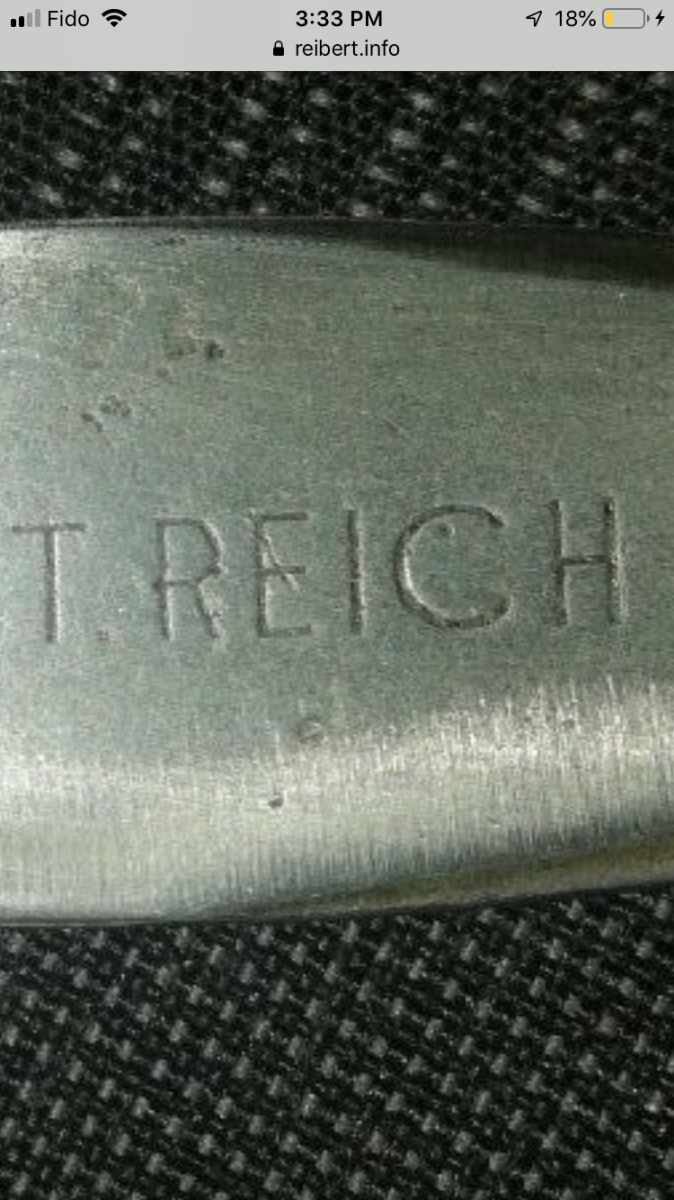 Fido 3:33 PM 18%
reibert.info
T. REICH